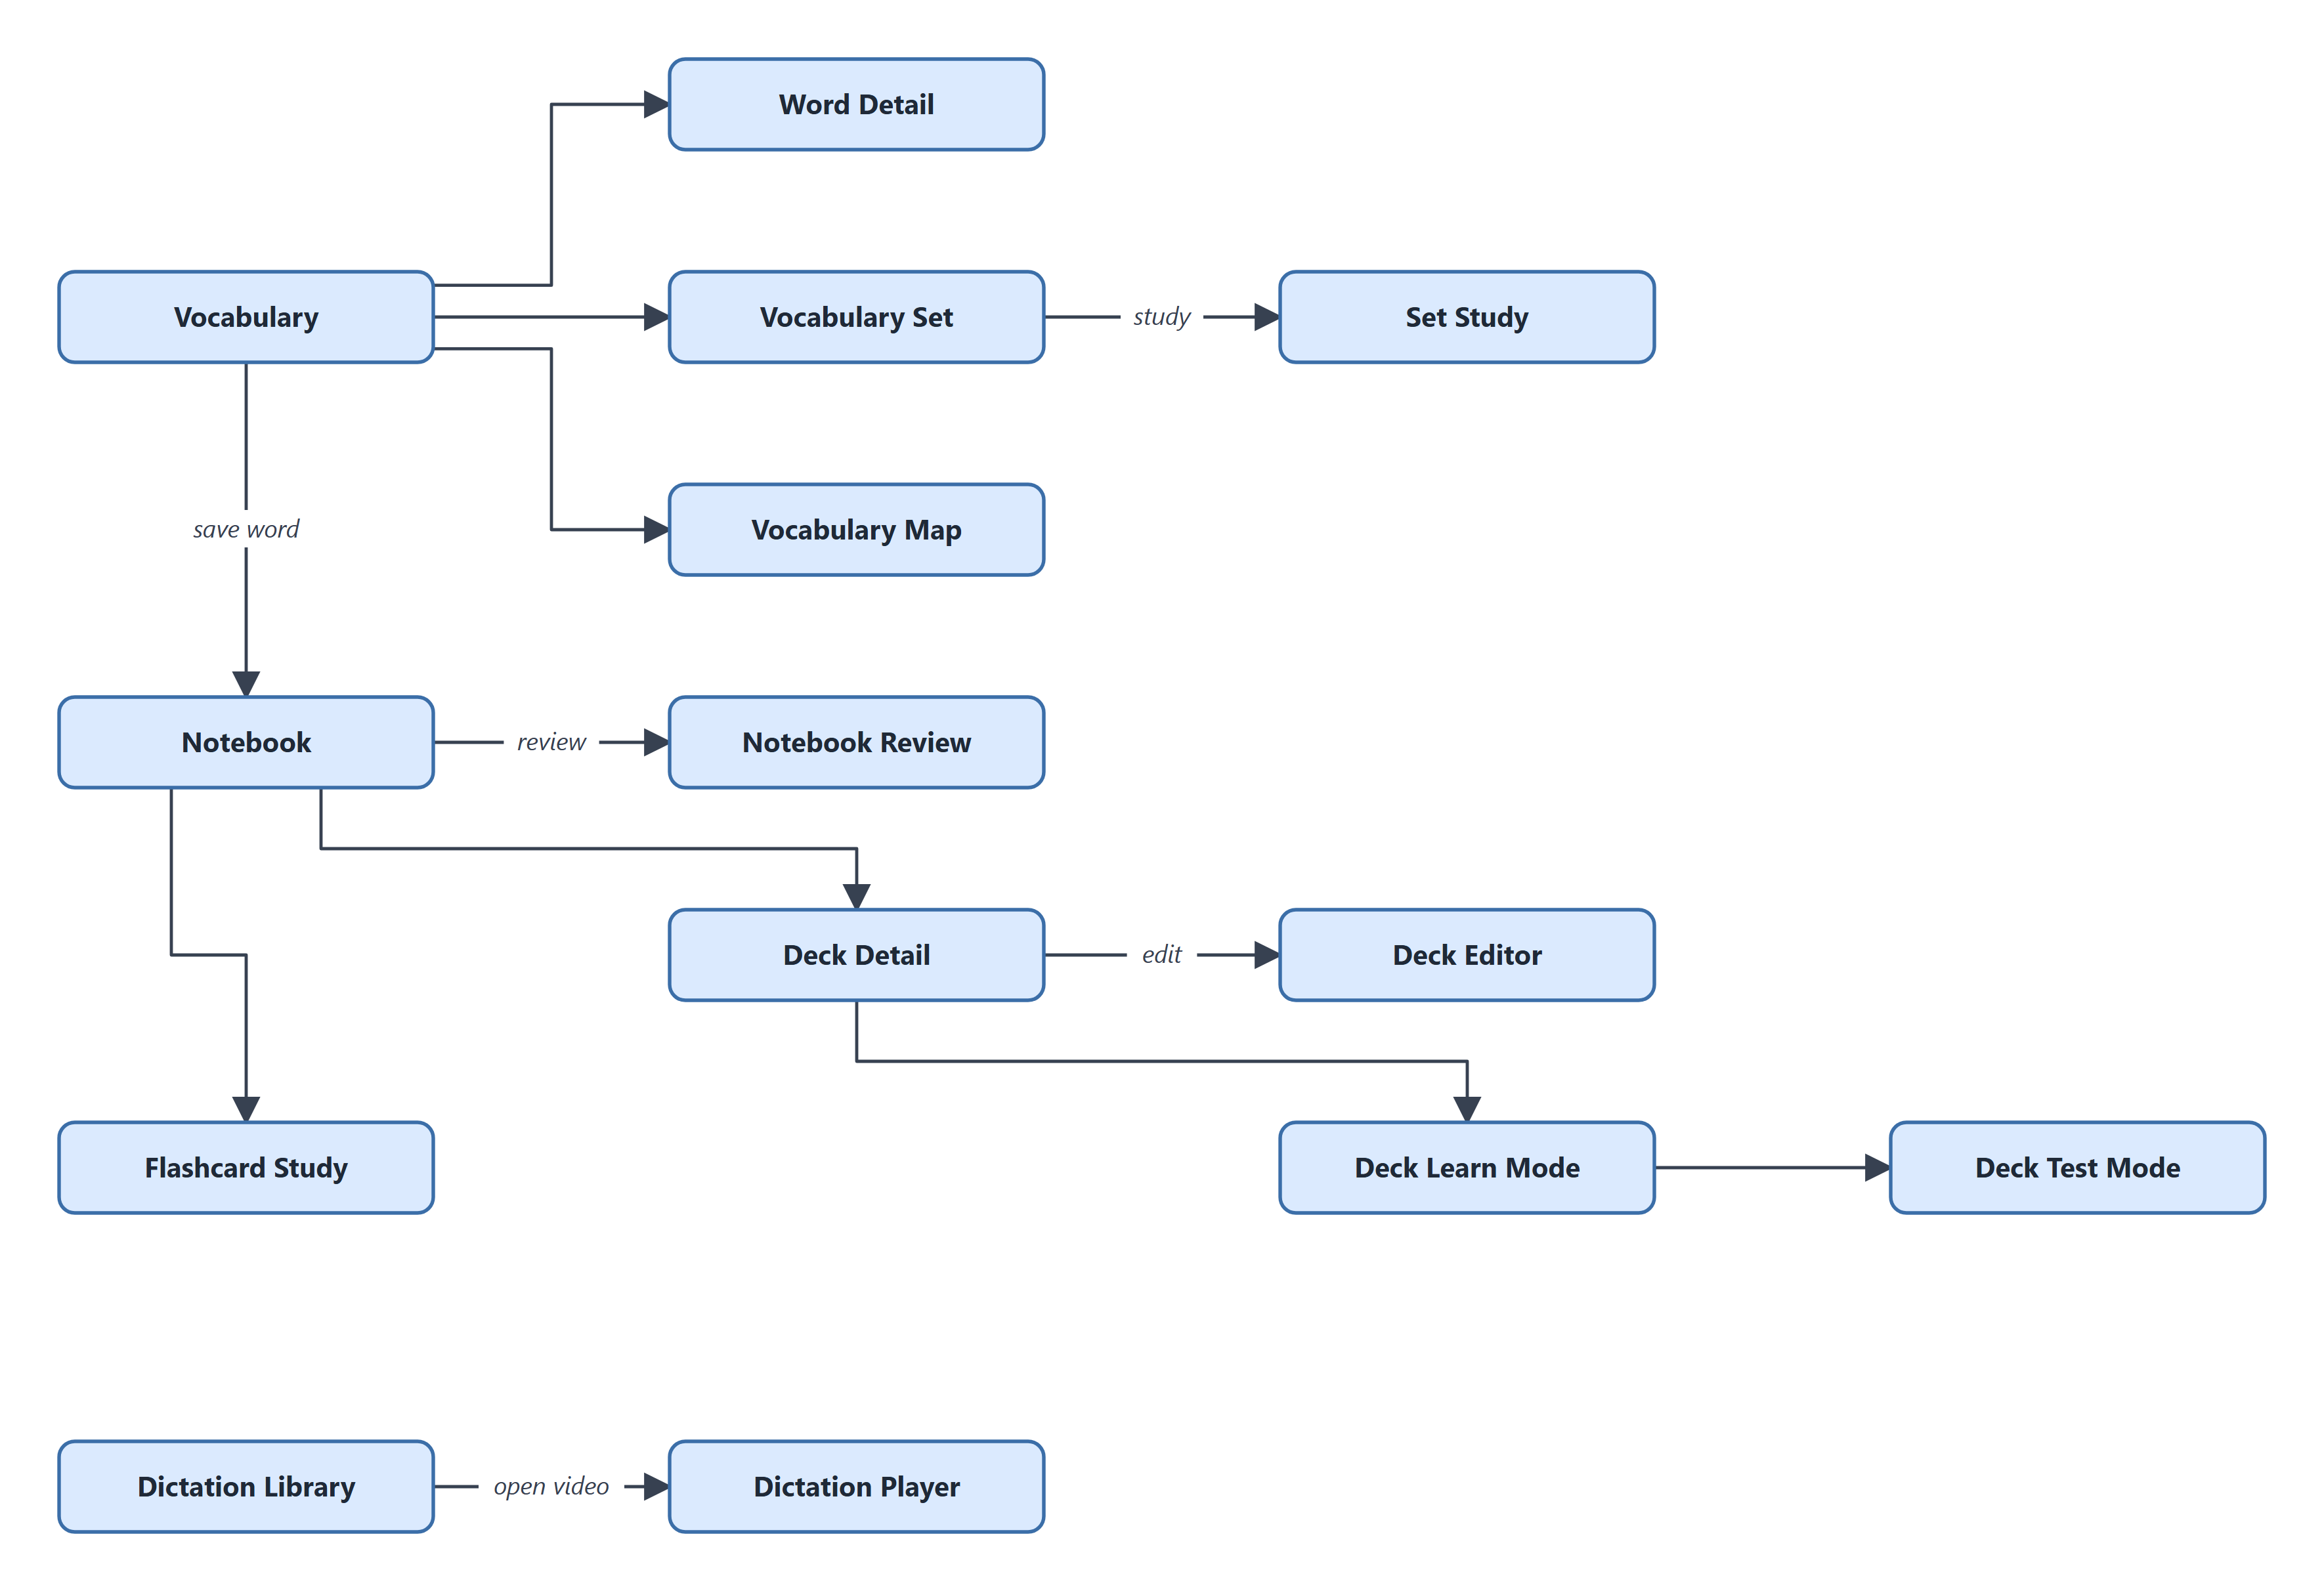 Word Detail
Vocabulary
Vocabulary Set
study
Set Study
save word
Vocabulary Map
Notebook
review
Notebook Review
Deck Detail
edit
Deck Editor
Flashcard Study
Deck Learn Mode
Deck Test Mode
Dictation Library
open video
Dictation Player